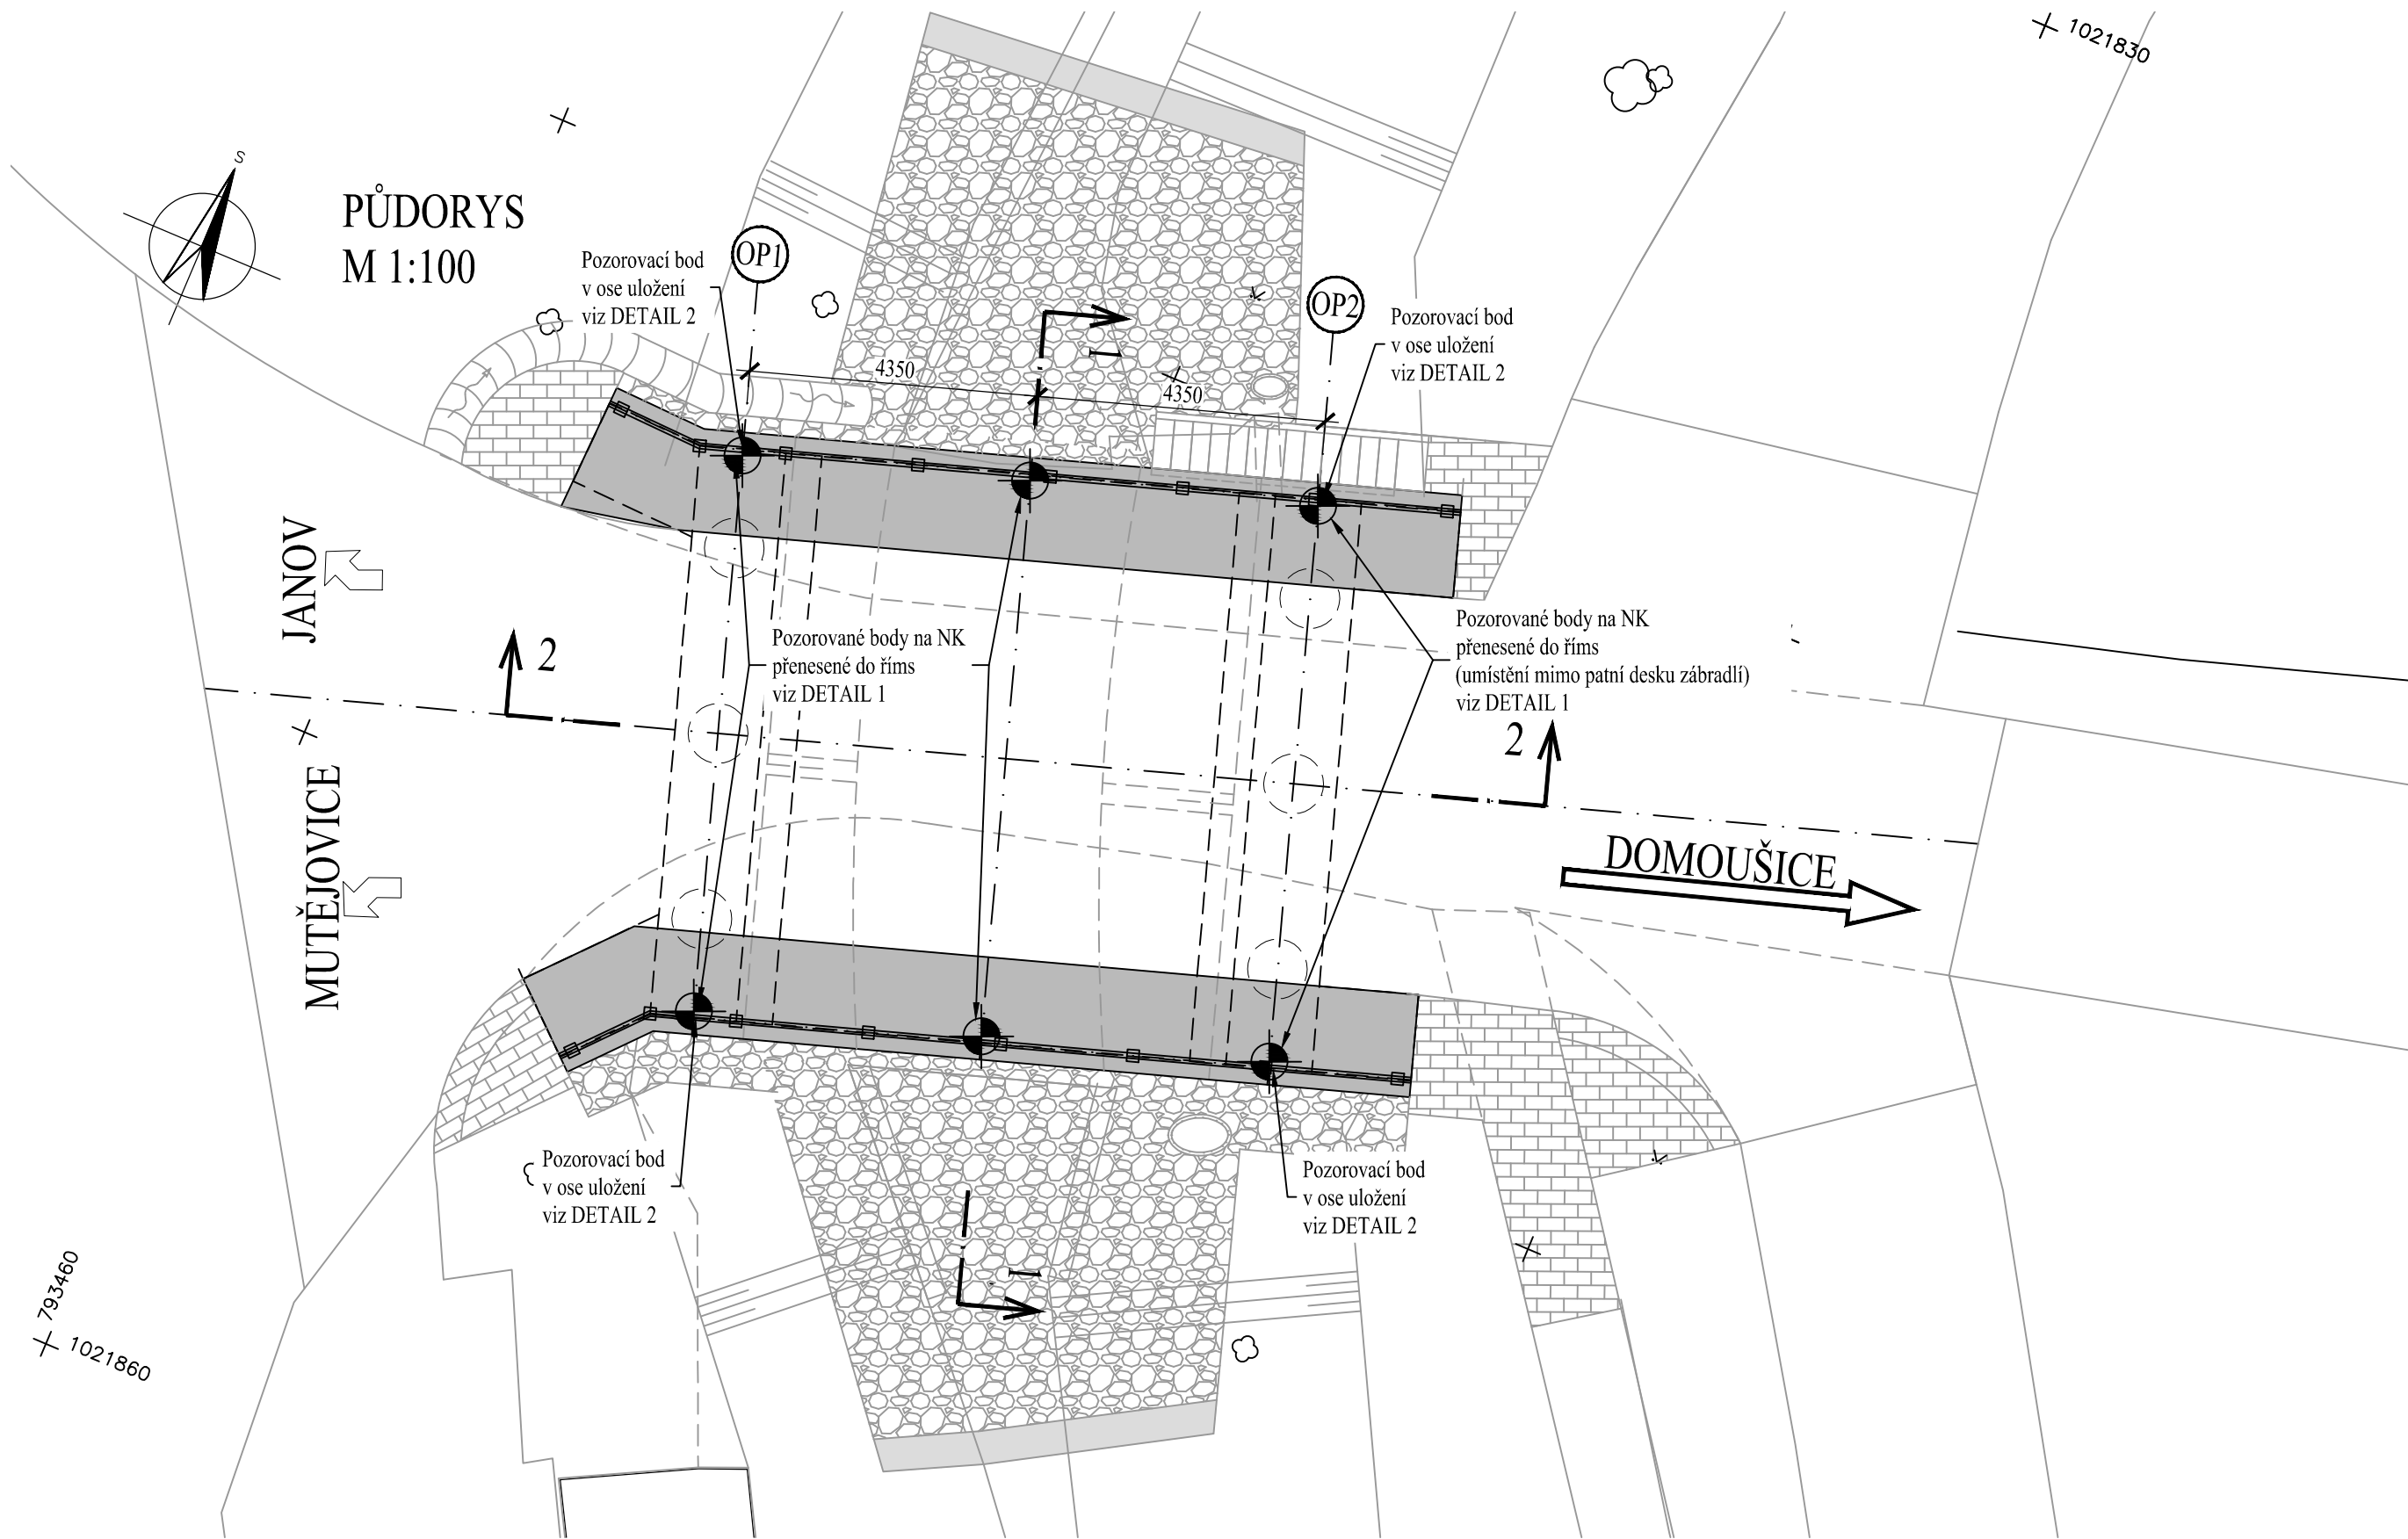 1021830
S
PŮDORYS
M 1:100
Pozorovací bod
v ose uložení
viz DETAIL 2
OP1
OP2
Pozorovací bod
v ose uložení
viz DETAIL 2
1
4350
4350
JANOV
Pozorované body na NK
přenesené do říms
viz DETAIL 1
Pozorované body na NK
přenesené do říms
(umístění mimo patní desku zábradlí)
viz DETAIL 1
2
2
MUTĚJOVICE
DOMOUŠICE
Pozorovací bod
v ose uložení
viz DETAIL 2
Pozorovací bod
v ose uložení
viz DETAIL 2
1
793460
1021860